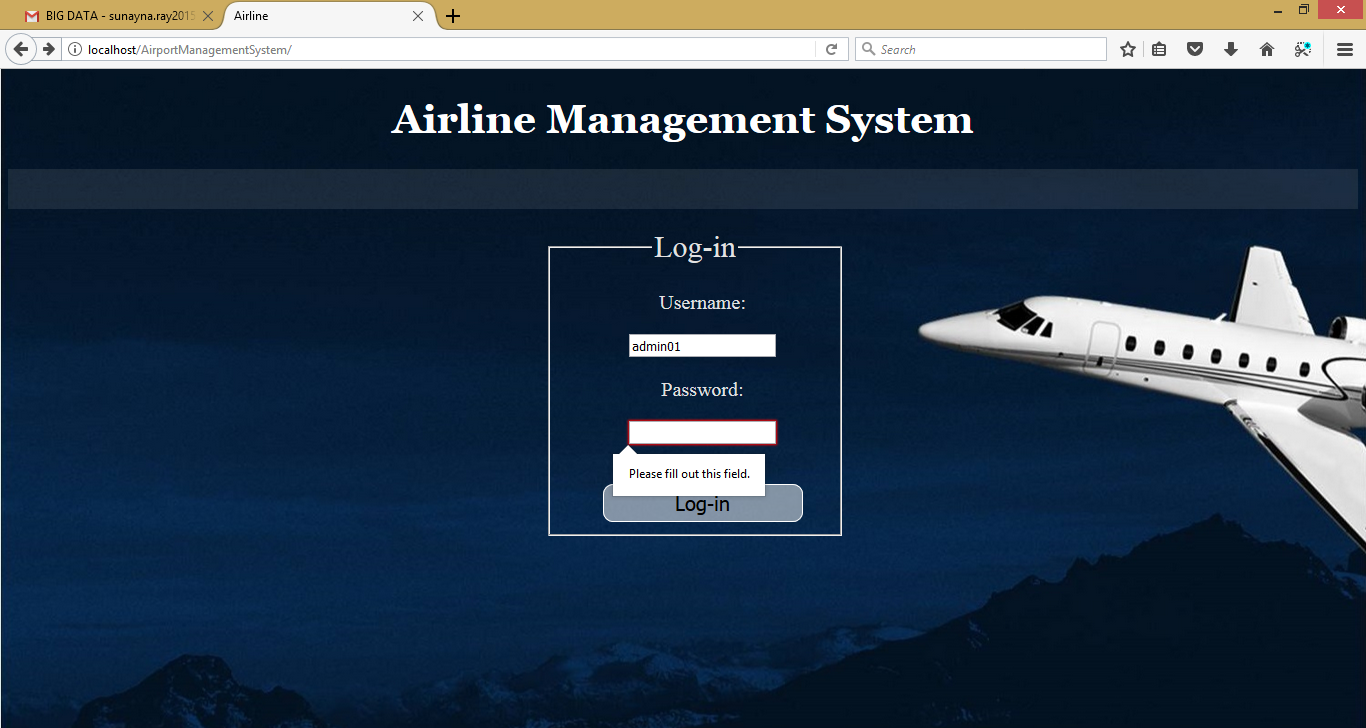 BIG DATA - sunayna.ray2015
Airline
localhost/AirportManagementSystem/
Search
Airline Management System
Log-in
Username:
admin01
Password:
Please fill out this field.
Log-in